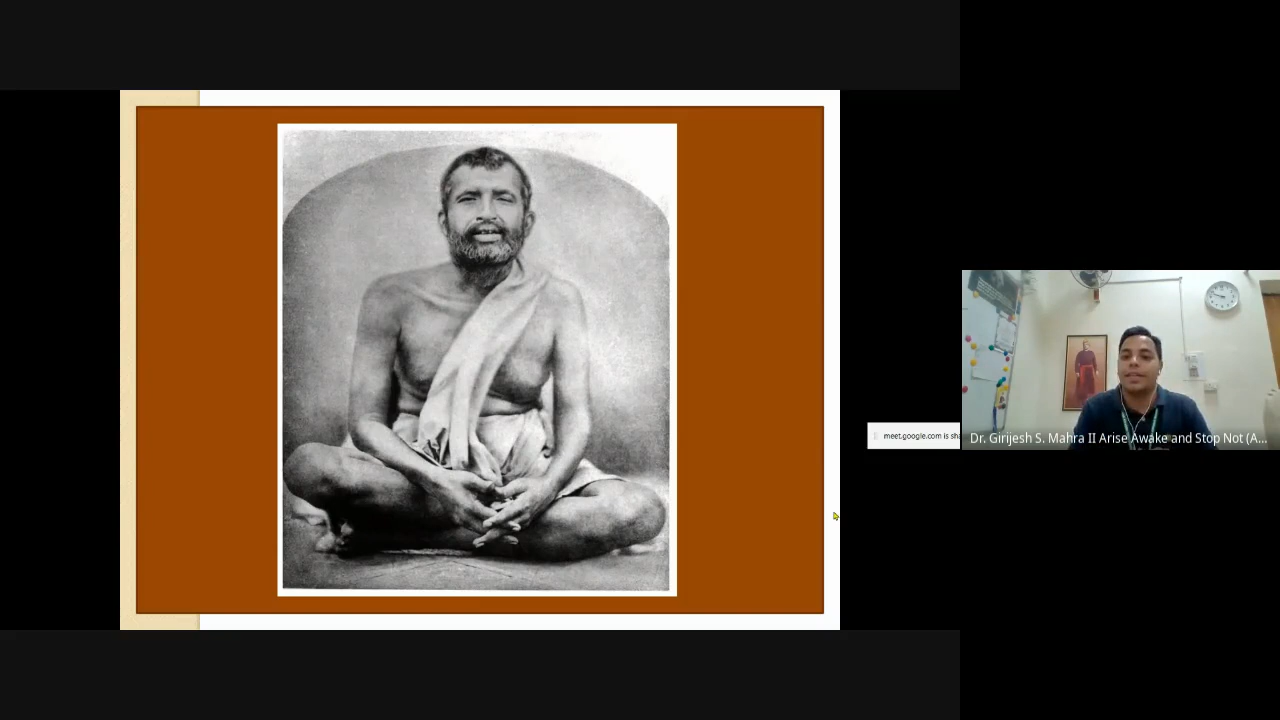 meet.google.com is sha
Dr. Girijesh S. Mahra II Arise Awake and Stop Not (A...